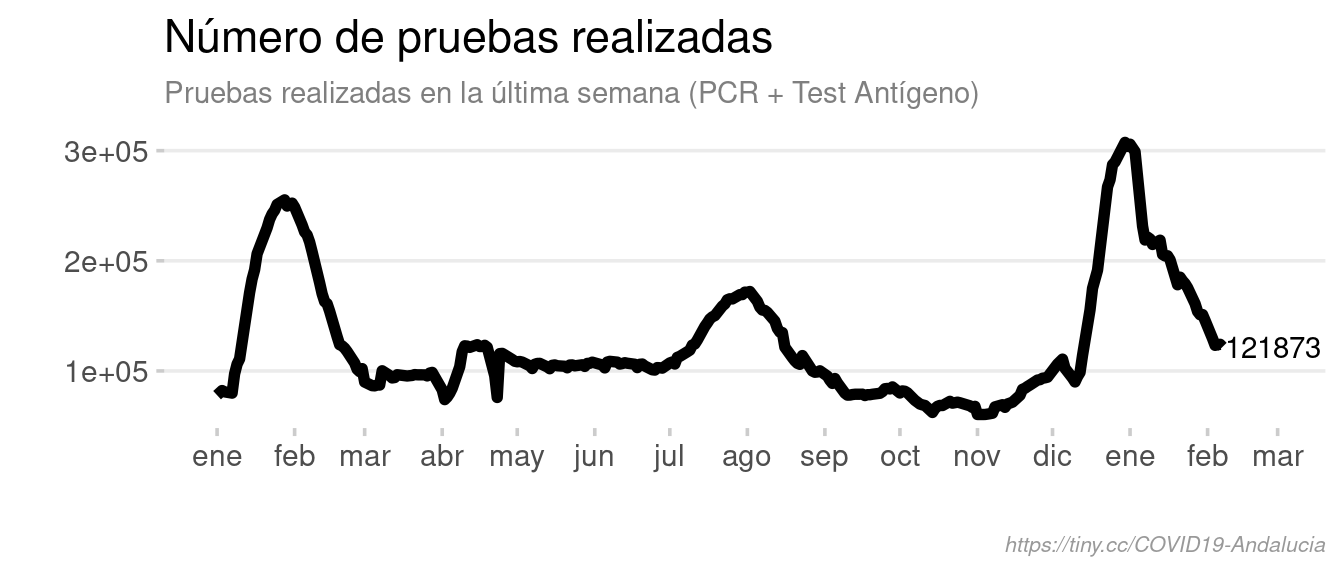 Número de pruebas realizadas
Pruebas realizadas en la última semana (PCR + Test Antígeno)
3e+05
2e+05
1e+05
121873
ene feb mar abr may jun jul ago sep oct nov dic ene feb mar
https://tiny.cc/COVID19-Andalucia